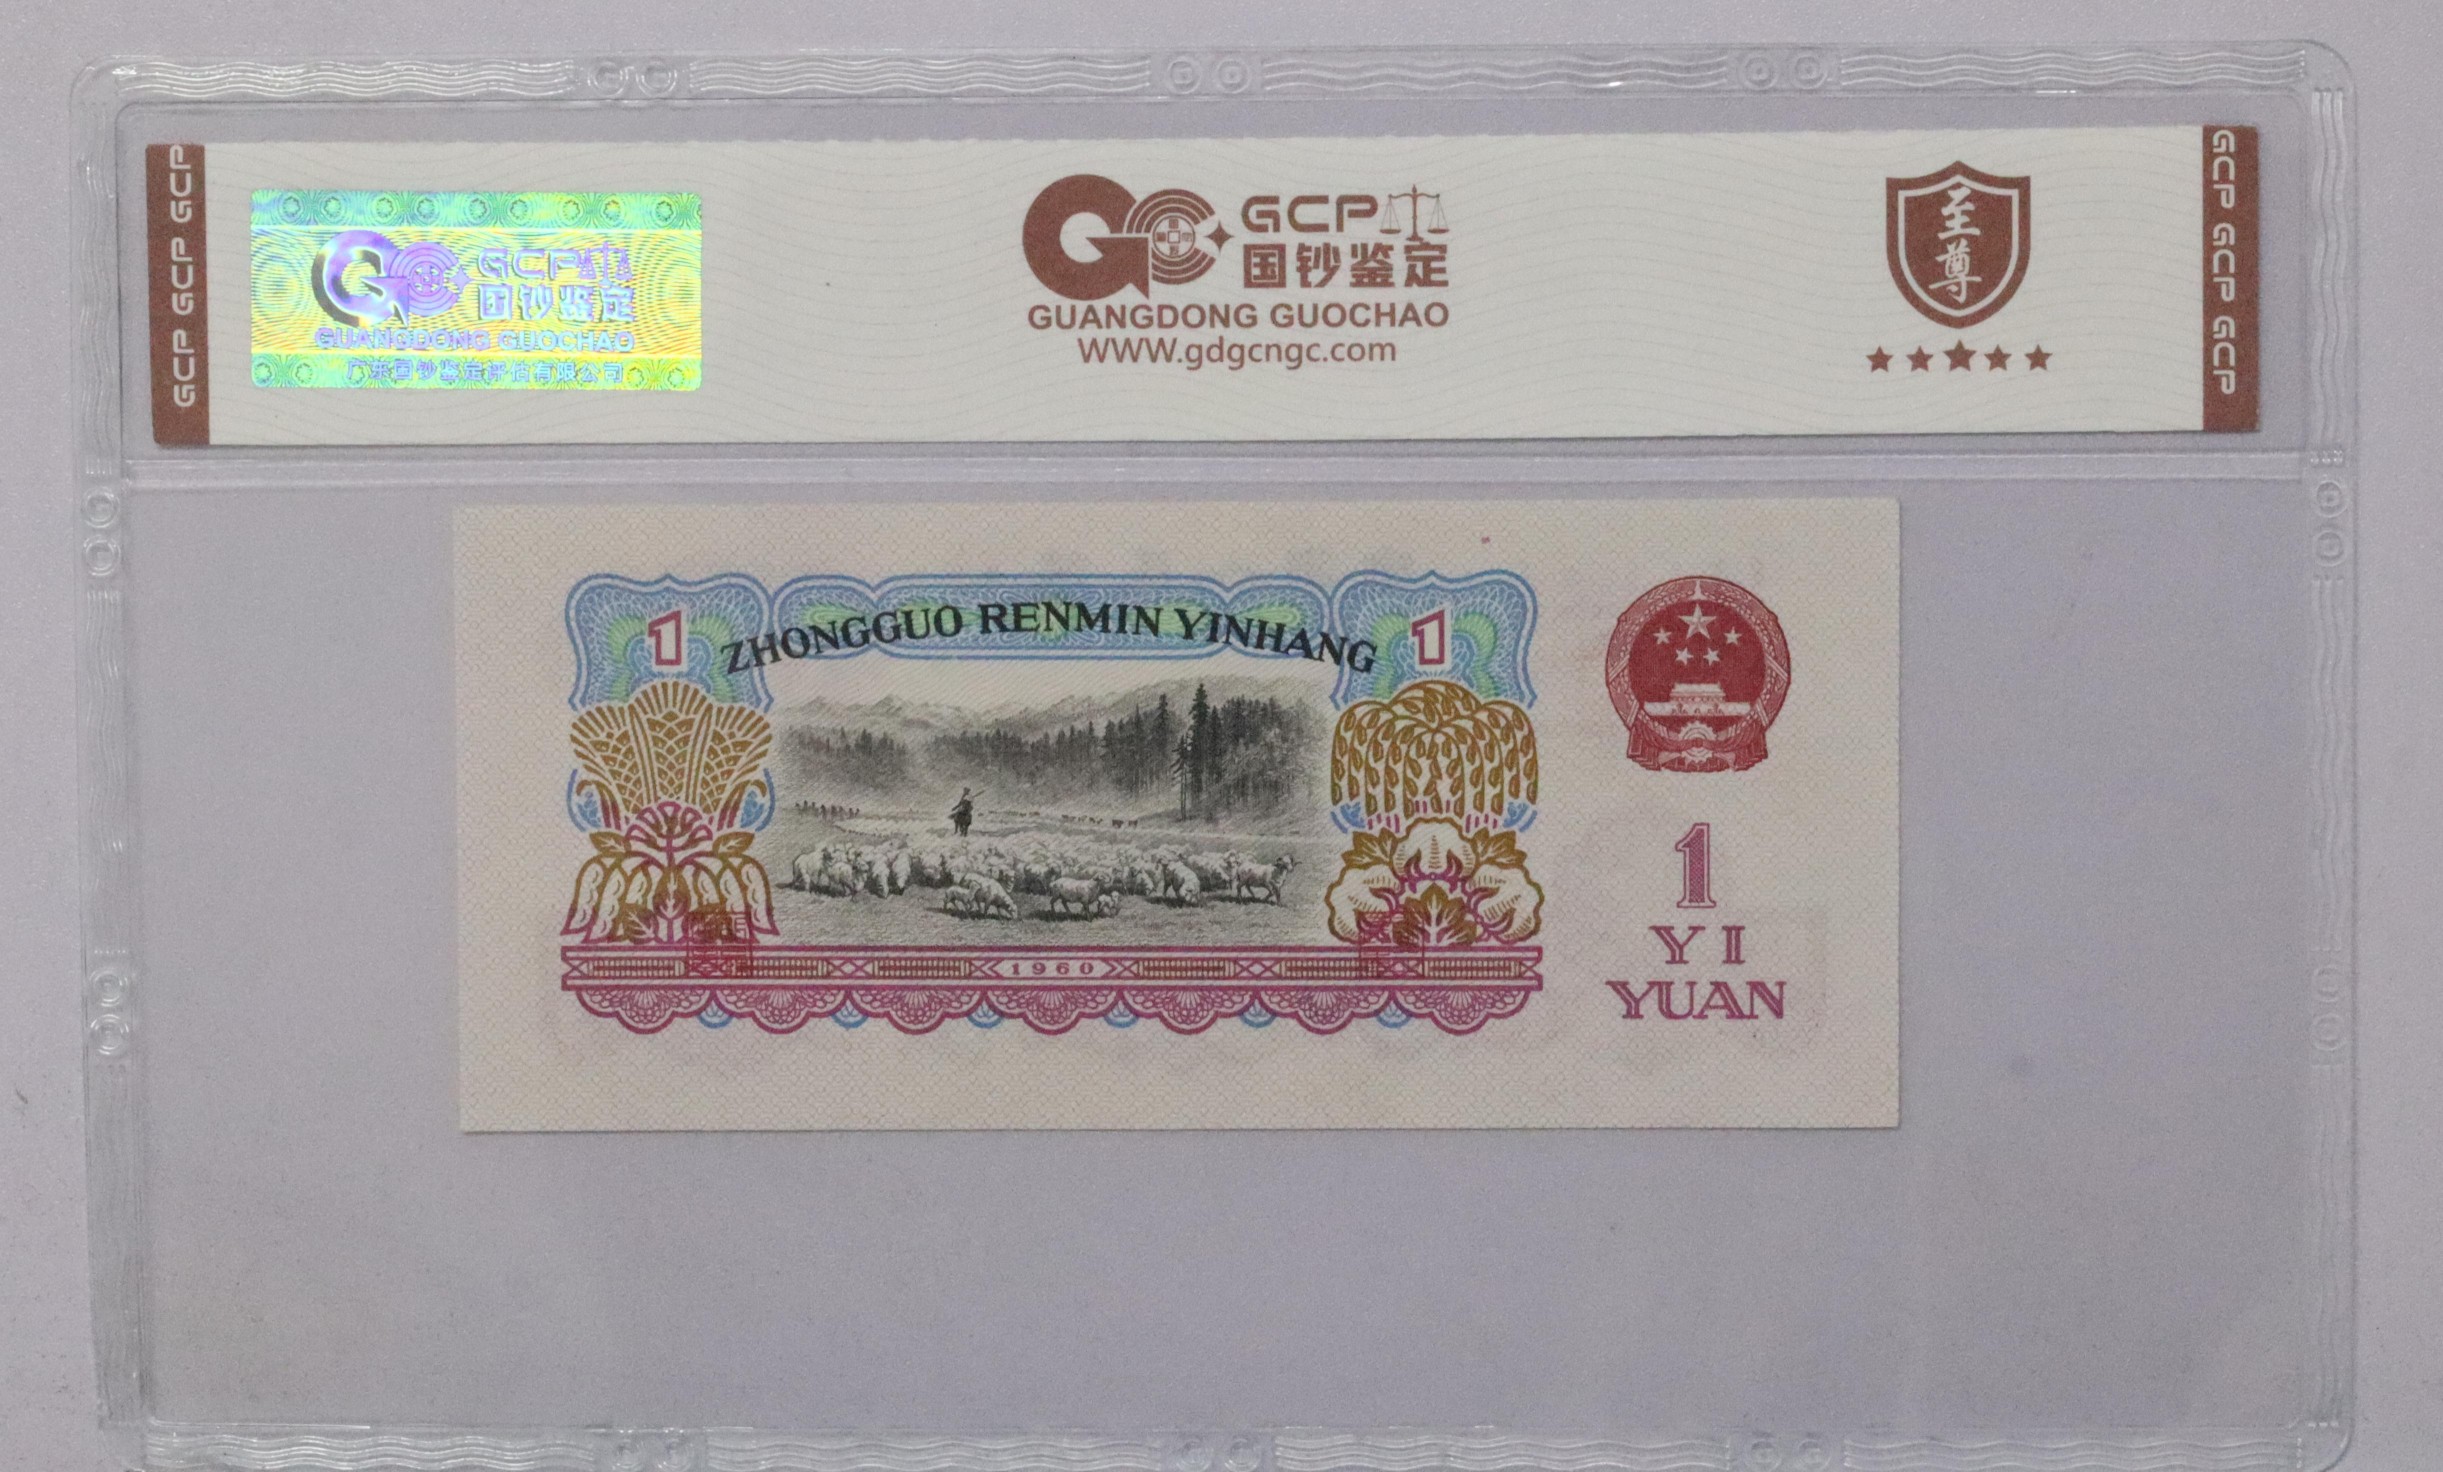 GCP GCP GCP
GCP
国钞鉴定
GUANGDONG GUOCHAO
广东国钞鉴定评估有限公司
GCP
国钞鉴定
GUANGDONG GUOCHAO
WWW.gdgcngc.com
至尊
GCP GCP GCP
1
ZHONGGUO RENMIN YINHANG
1
1960
1
YI
YUAN